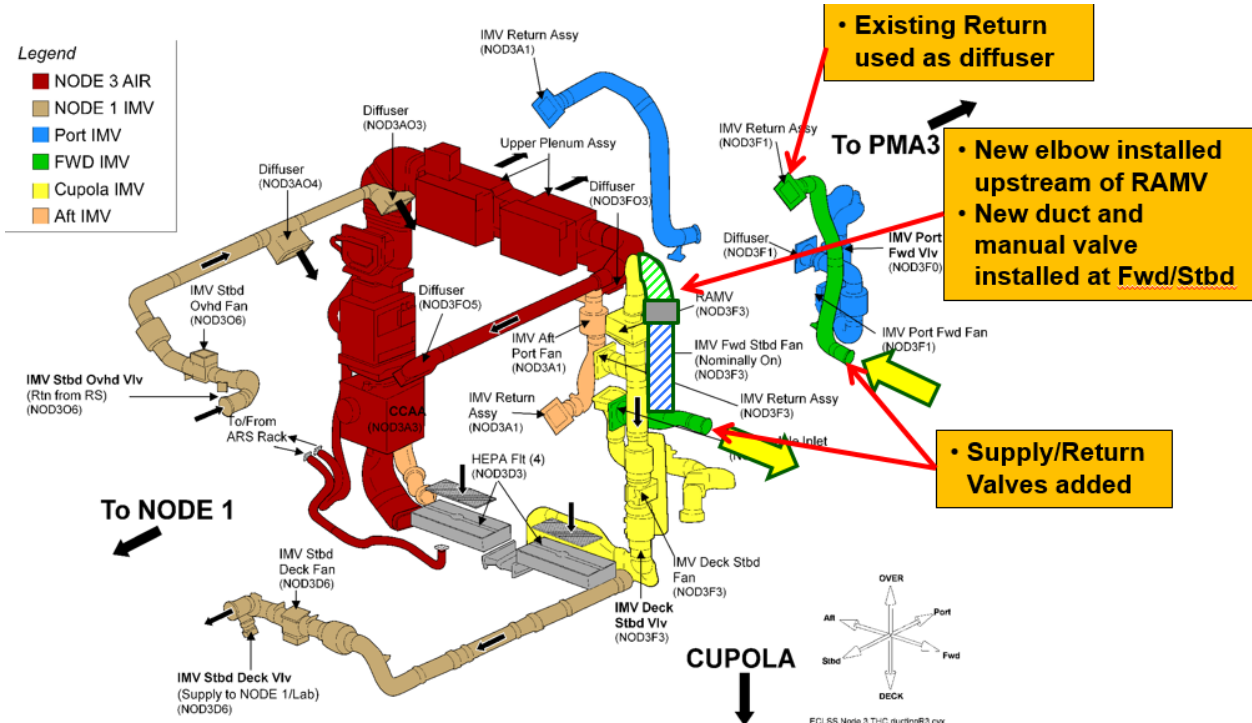 Legend
NODE 3 AIR
NODE 1 IMV
Port IMV
FWD IMV
Cupola IMV
Aft IMV
IMV Return Assy
(NOD3A1)
• Existing Return
used as diffuser
Diffuser
(NOD3AO3)
Upper Plenum Assy
IMV Return Assy
(NOD3F1)
To PMA3
• New elbow installed
upstream of RAMV
• New duct and
manual valve
installed at Fwd/Stbd
Diffuser
(NOD3AO4)
Diffuser
(NOD3FO3)
Diffuser
(NOD3F1)
IMV Port
Fwd Vlv
(NOD3F0)
IMV Stbd
Ovhd Fan
(NOD3O6)
Diffuser
(NOD3FO5)
RAMV
(NOD3F3)
IMV Aft
Port Fan
(NOD3A1)
IMV Fwd Stbd Fan
(Nominally On)
(NOD3F3)
IMV Port Fwd Fan
(NOD3F1)
IMV Stbd Ovhd Vlv
(Rtn from RS)
(NOD3O6)
IMV Return
Assy
(NOD3A1)
IMV Return Assy
(NOD3F3)
To/From
ARS Rack
CCAA
(NOD3A3)
Inlet
• Supply/Return
Valves added
HEPA Flt (4)
(NOD3D3)
To NODE 1
IMV Stbd
Deck Fan
(NOD3D6)
IMV Deck Stbd
Fan
(NOD3F3)
IMV Deck
Stbd Vlv
(NOD3F3)
IMV Stbd Deck Vlv
(Supply to NODE 1/Lab)
(NOD3D6)
CUPOLA
OVER
Aft
Port
Stbd
Fwd
DECK
ECLSS Node 3 THC ductingR3.cvx